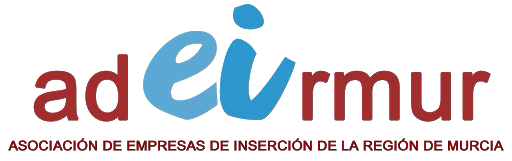 adeirmur
ASOCIACIÓN DE EMPRESAS DE INSERCIÓN DE LA REGIÓN DE MURCIA